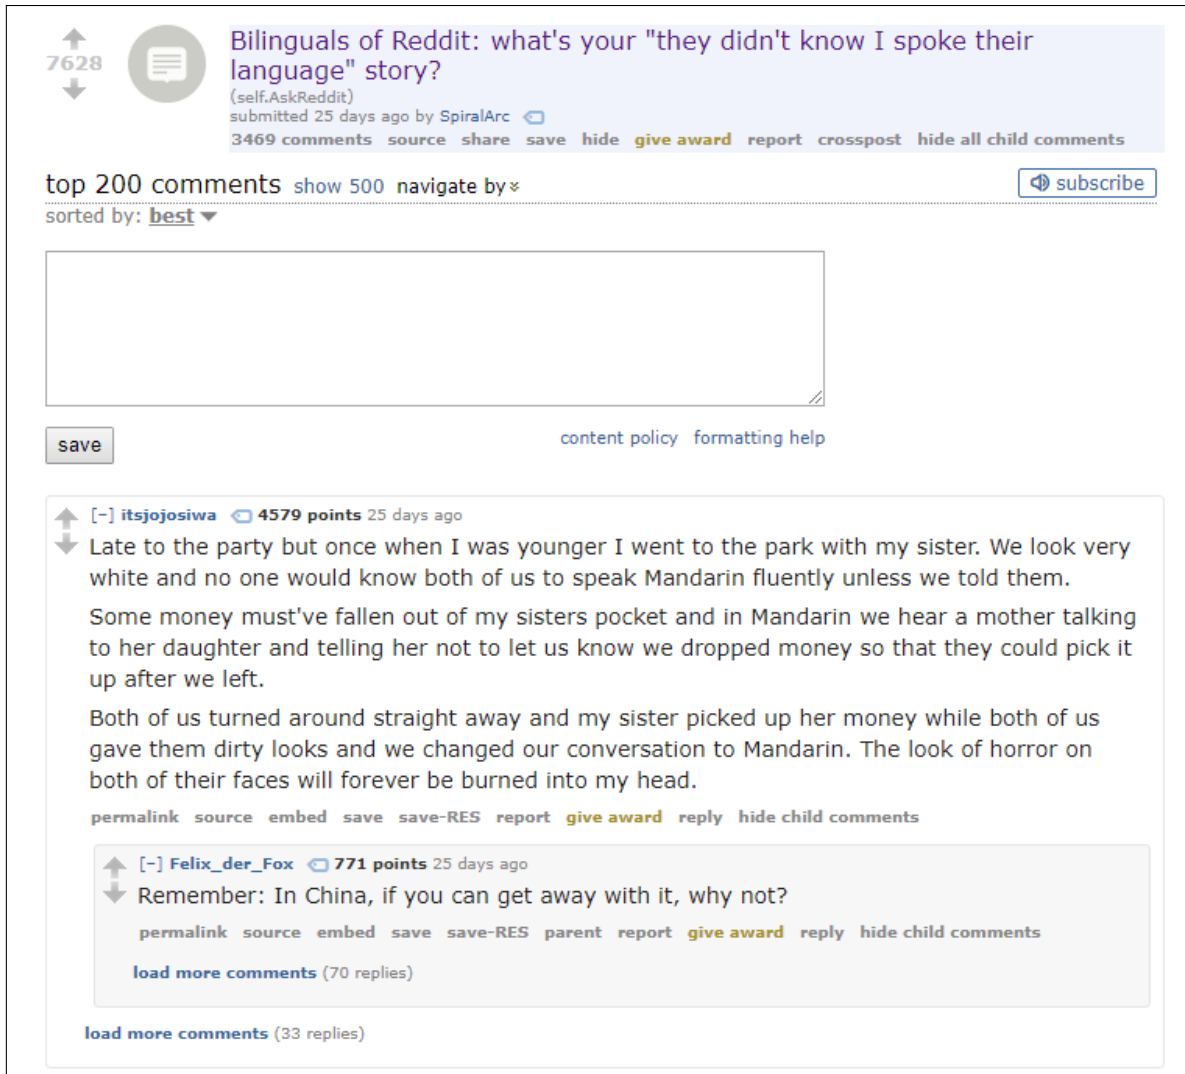 Bilinguals of Reddit: what's your "they didn't know I spoke their
language" story?
7628
(self.AskReddit)
submitted 25 days ago by SpiralArc
3469 comments source share save hide give award report crosspost hide all child comments
top 200 comments show 500 navigate by
subscribe
sorted by: best
save
content policy formatting help
[-] itsjojosiwa 4579 points 25 days ago
Late to the party but once when I was younger I went to the park with my sister. We look very
white and no one would know both of us to speak Mandarin fluently unless we told them.
Some money must've fallen out of my sisters pocket and in Mandarin we hear a mother talking
to her daughter and telling her not to let us know we dropped money so that they could pick it
up after we left.
Both of us turned around straight away and my sister picked up her money while both of us
gave them dirty looks and we changed our conversation to Mandarin. The look of horror on
both of their faces will forever be burned into my head.
permalink source embed save save-RES report give award reply hide child comments
[-] Felix_der_Fox 771 points 25 days ago
Remember: In China, if you can get away with it, why not?
permalink source embed save save-RES parent report give award reply hide child comments
load more comments (70 replies)
load more comments (33 replies)